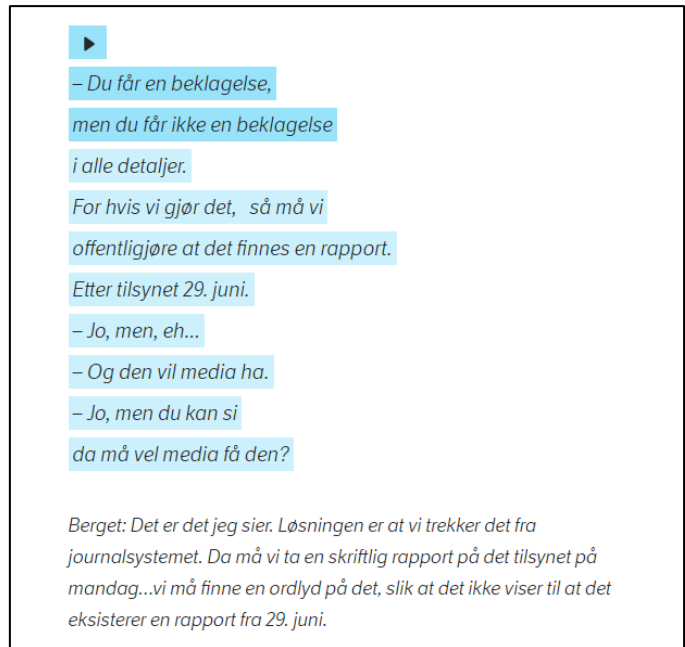 – Du får en beklagelse,
men du får ikke en beklagelse
i alle detaljer.
For hvis vi gjør det, så må vi
offentligjøre at det finnes en rapport.
Etter tilsynet 29. juni.
– Jo, men, eh...
– Og den vil media ha.
– Jo, men du kan si
da må vel media få den?
Berget: Det er det jeg sier. Løsningen er at vi trekker det fra
journalsystemet. Da må vi ta en skriftlig rapport på det tilsynet på
mandag...vi må finne en ordlyd på det, slik at det ikke viser til at det
eksisterer en rapport fra 29. juni.